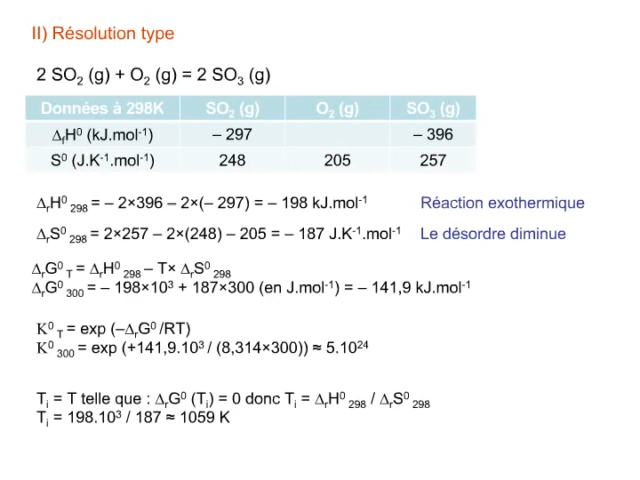 II) Résolution type
2 SO₂ (g) + O₂ (g) = 2 SO₃ (g)
Données à 298K SO₂ (g) O₂ (g) SO₃ (g)
ΔfH⁰ (kJ.mol⁻¹) – 297 – 396
S⁰ (J.K⁻¹.mol⁻¹) 248 205 257
ΔrH⁰ ₂₉₈ = – 2×396 – 2×(– 297) = – 198 kJ.mol⁻¹ Réaction exothermique
ΔrS⁰ ₂₉₈ = 2×257 – 2×(248) – 205 = – 187 J.K⁻¹.mol⁻¹ Le désordre diminue
ΔrG⁰ T = ΔrH⁰ ₂₉₈ – T× ΔrS⁰ ₂₉₈
ΔrG⁰ ₃₀₀ = – 198×10³ + 187×300 (en J.mol⁻¹) = – 141,9 kJ.mol⁻¹
K⁰ T = exp (–ΔrG⁰ /RT)
K⁰ ₃₀₀ = exp (+141,9.10³ / (8,314×300)) ≈ 5.10²⁴
Ti = T telle que : ΔrG⁰ (Ti) = 0 donc Ti = ΔrH⁰ ₂₉₈ / ΔrS⁰ ₂₉₈
Ti = 198.10³ / 187 ≈ 1059 K